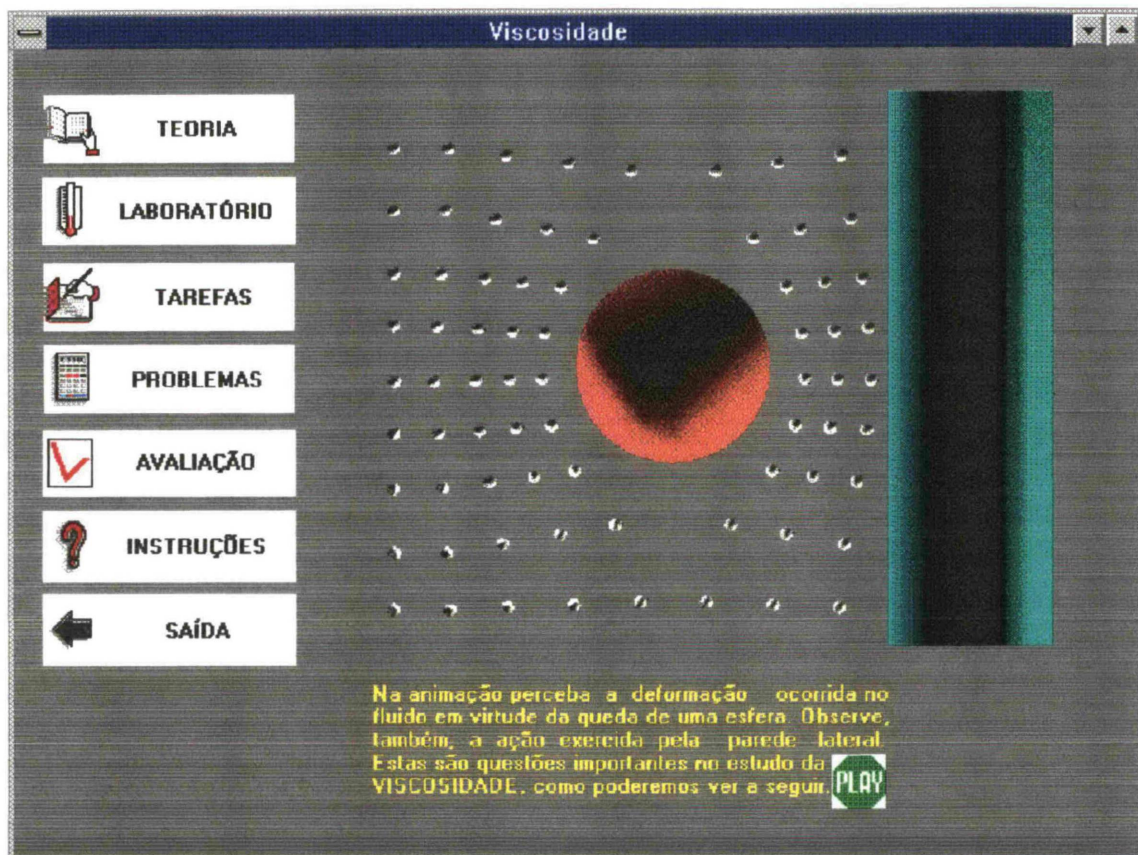 Viscosidade
TEORIA
LABORATÓRIO
TAREFAS
PROBLEMAS
AVALIAÇÃO
INSTRUÇÕES
SAÍDA
Na animação perceba a deformação ocorrida no
fluido em virtude da queda de uma esfera. Observe,
também, a ação exercida pela parede lateral.
Estas são questões importantes no estudo da
VISCOSIDADE, como poderemos ver a seguir.
PLAY